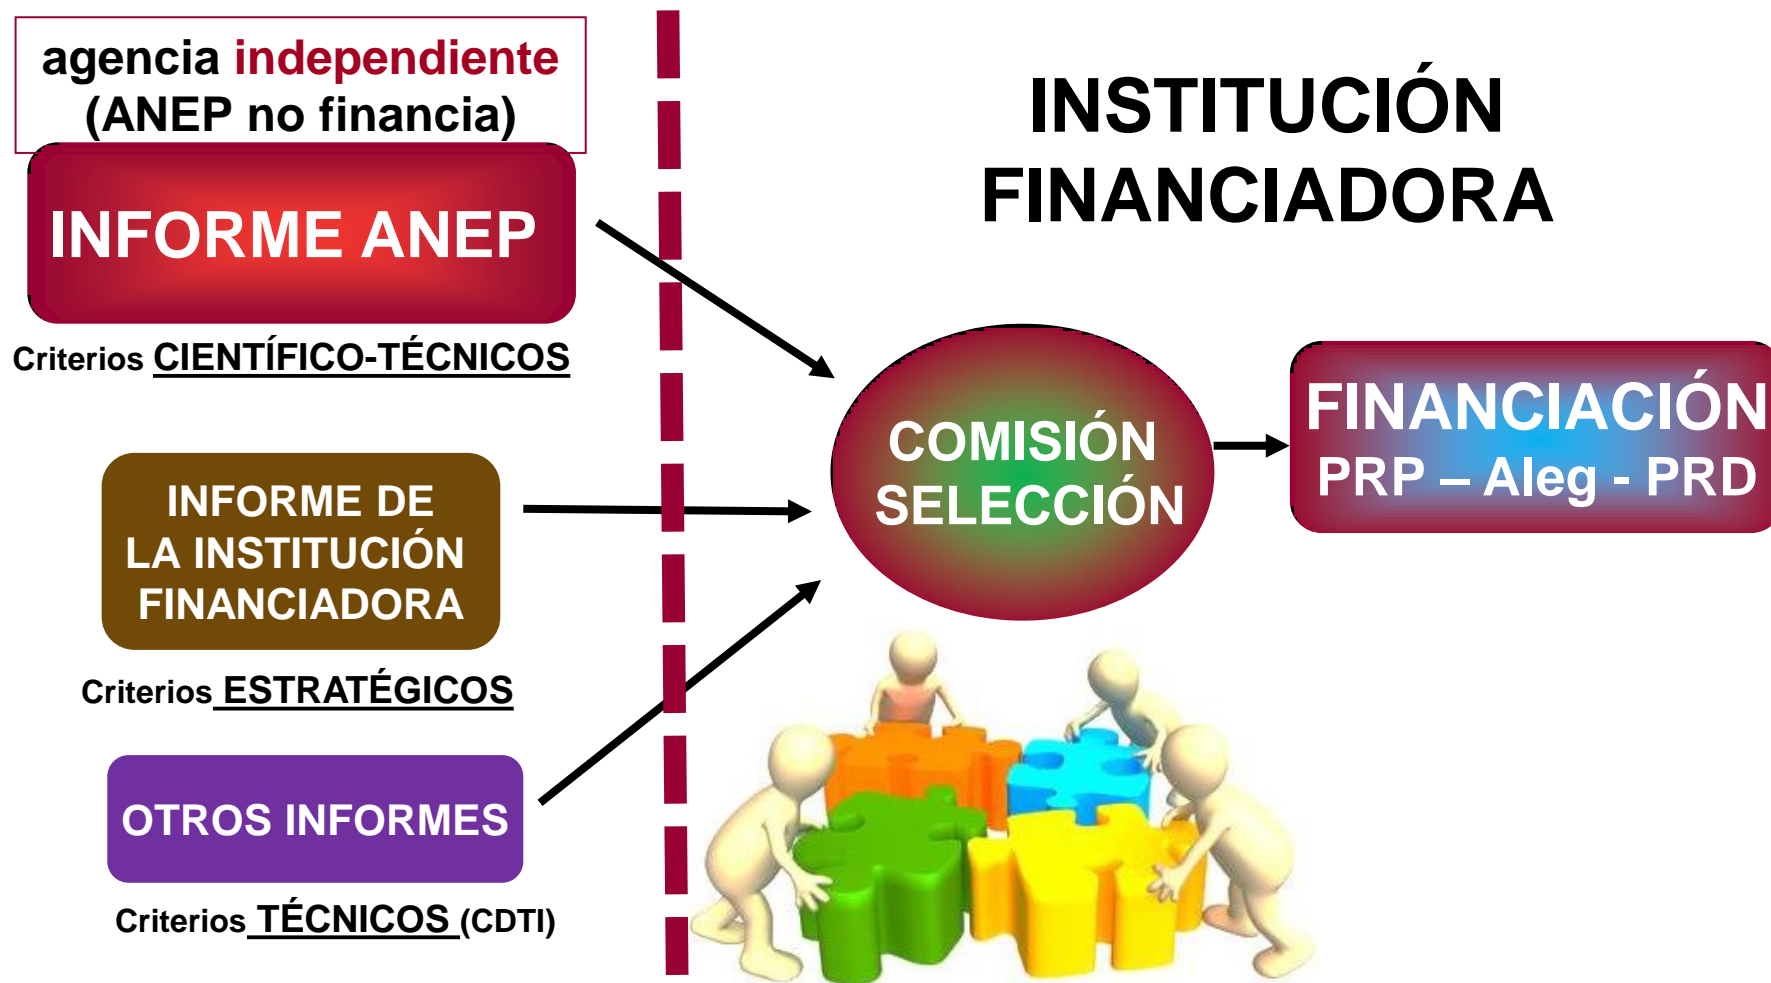 agencia independiente
(ANEP no financia)
INFORME ANEP
Criterios CIENTÍFICO-TÉCNICOS
INFORME DE
LA INSTITUCIÓN
FINANCIADORA
Criterios ESTRATÉGICOS
OTROS INFORMES
Criterios TÉCNICOS (CDTI)
INSTITUCIÓN
FINANCIADORA
COMISIÓN
SELECCIÓN
FINANCIACIÓN
PRP – Aleg - PRD